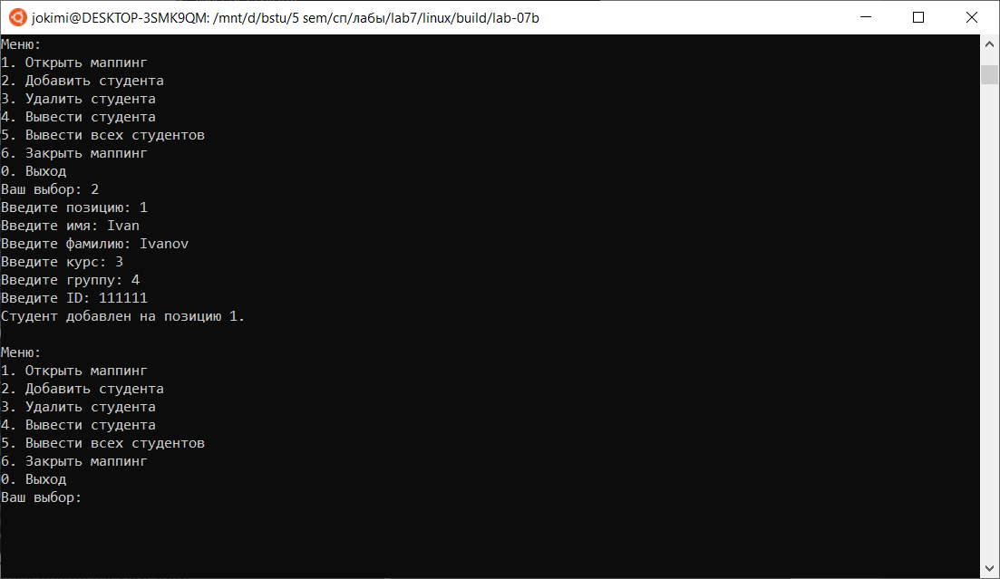 jokimi@DESKTOP-3SMK9QM: /mnt/d/bstu/5 sem/сп/лабы/lab7/linux/build/lab-07b
Меню:
1. Открыть маппинг
2. Добавить студента
3. Удалить студента
4. Вывести студента
5. Вывести всех студентов
6. Закрыть маппинг
0. Выход
Ваш выбор: 2
Введите позицию: 1
Введите имя: Ivan
Введите фамилию: Ivanov
Введите курс: 3
Введите группу: 4
Введите ID: 111111
Студент добавлен на позицию 1.
Меню:
1. Открыть маппинг
2. Добавить студента
3. Удалить студента
4. Вывести студента
5. Вывести всех студентов
6. Закрыть маппинг
0. Выход
Ваш выбор: